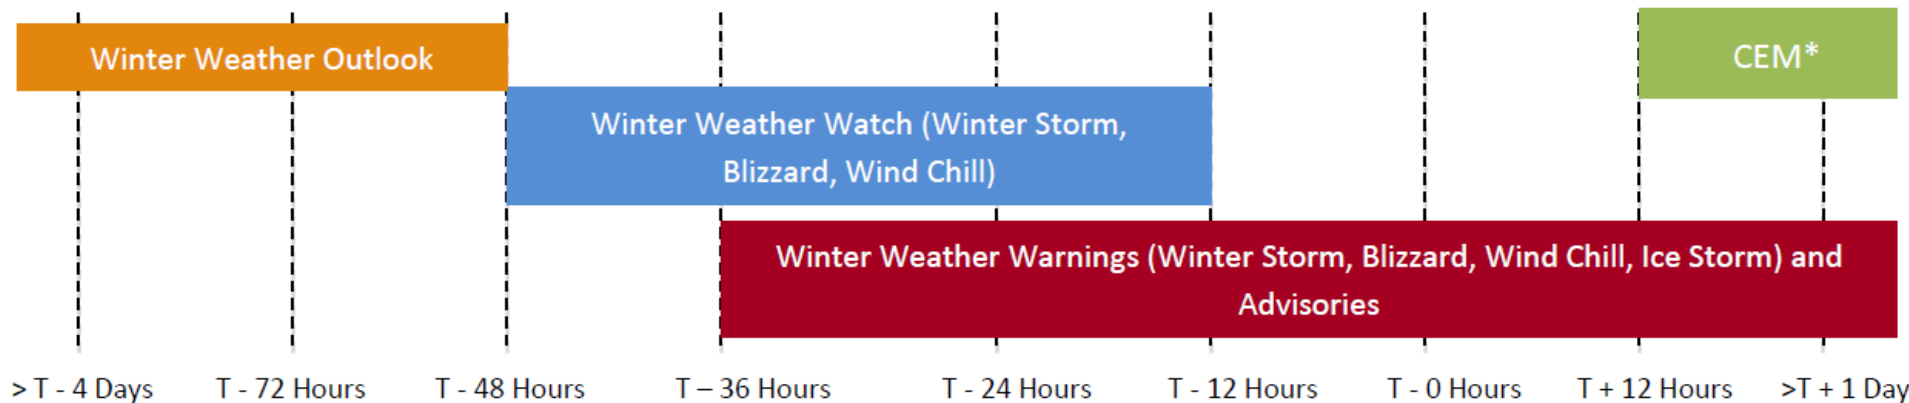 Winter Weather Outlook
CEM*
Winter Weather Watch (Winter Storm,
Blizzard, Wind Chill)
Winter Weather Warnings (Winter Storm, Blizzard, Wind Chill, Ice Storm) and
Advisories
> T - 4 Days
T - 72 Hours
T - 48 Hours
T – 36 Hours
T - 24 Hours
T - 12 Hours
T - 0 Hours
T + 12 Hours
>T + 1 Day